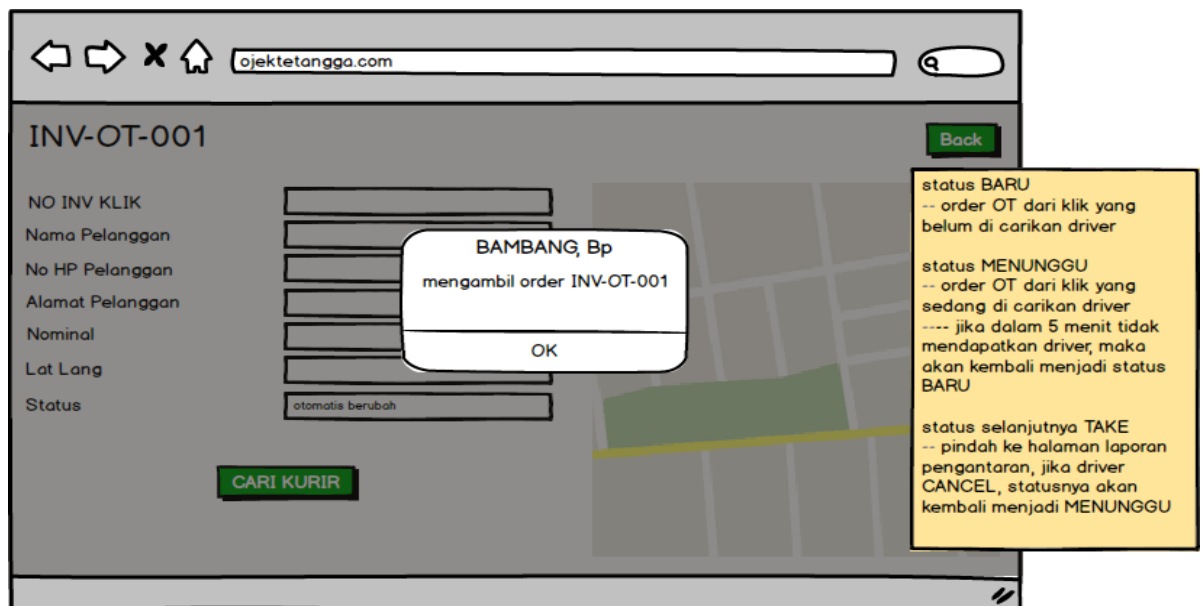 ojektetangga.com
INV-OT-001
Back
NO INV KLIK
Nama Pelanggan
No HP Pelanggan
Alamat Pelanggan
Nominal
Lat Lang
Status
otomatis berubah
CARI KURIR
BAMBANG, Bp
mengambil order INV-OT-001
OK
status BARU
-- order OT dari klik yang
belum di carikan driver
status MENUNGGU
-- order OT dari klik yang
sedang di carikan driver
---- jika dalam 5 menit tidak
mendapatkan driver, maka
akan kembali menjadi status
BARU
status selanjutnya TAKE
-- pindah ke halaman laporan
pengantaran, jika driver
CANCEL, statusnya akan
kembali menjadi MENUNGGU